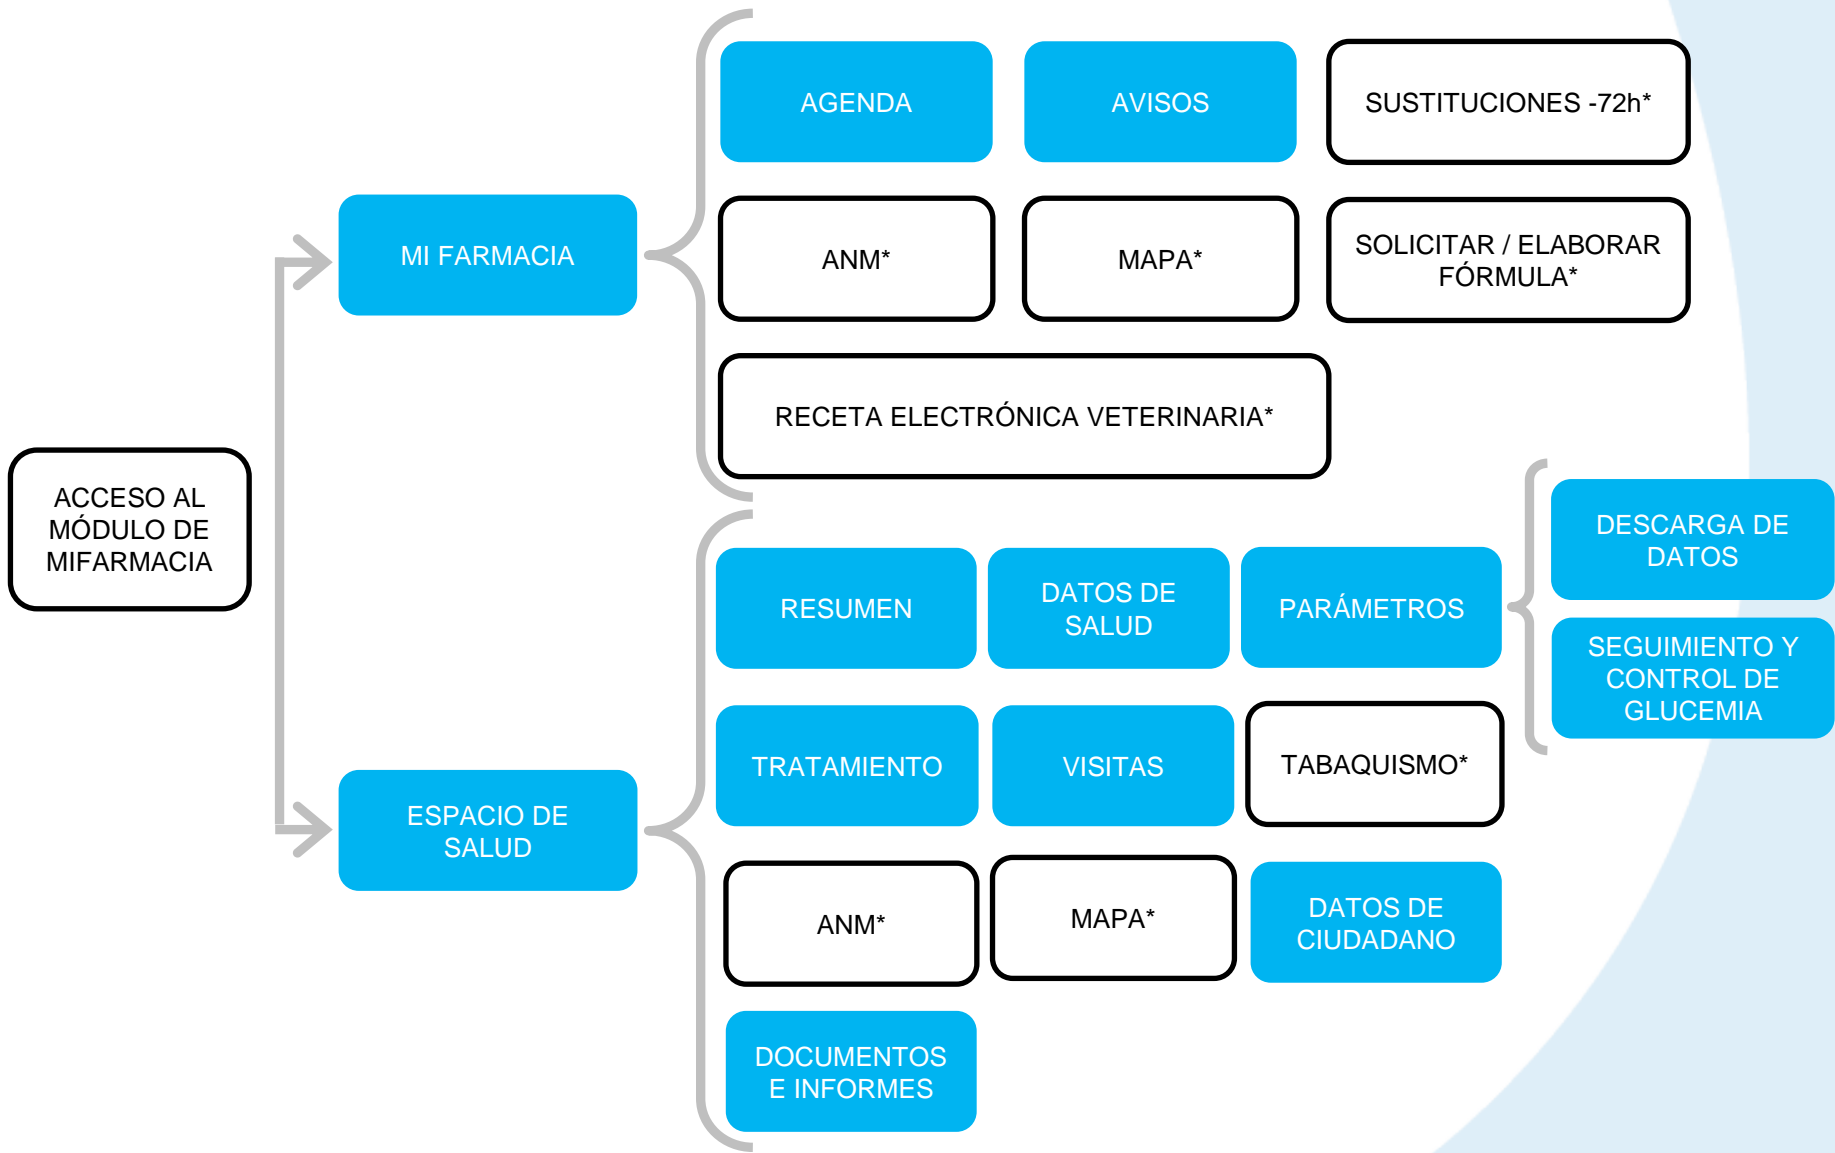 AGENDA
AVISOS
SUSTITUCIONES -72h*
MI FARMACIA
ANM*
MAPA*
SOLICITAR / ELABORAR
FÓRMULA*
RECETA ELECTRÓNICA VETERINARIA*
ACCESO AL
MÓDULO DE
MIFARMACIA
RESUMEN
DATOS DE
SALUD
PARÁMETROS
DESCARGA DE
DATOS
SEGUIMIENTO Y
CONTROL DE
GLUCEMIA
ESPACIO DE
SALUD
TRATAMIENTO
VISITAS
TABAQUISMO*
ANM*
MAPA*
DATOS DE
CIUDADANO
DOCUMENTOS
E INFORMES